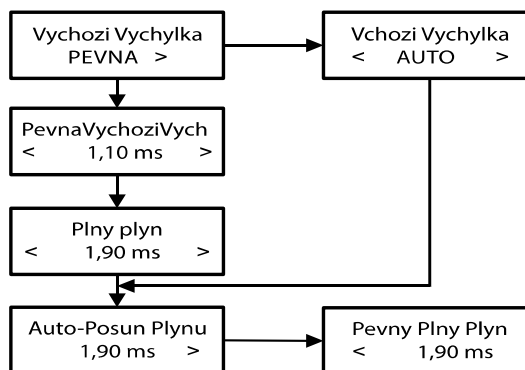 Vychozi Vychylka
PEVNA >
Vchozi Vychylka
< AUTO >
PevnaVychoziVych
< 1,10 ms >
Plny plyn
< 1,90 ms >
Auto-Posun Plynu
1,90 ms >
Pevny Plny Plyn
< 1,90 ms